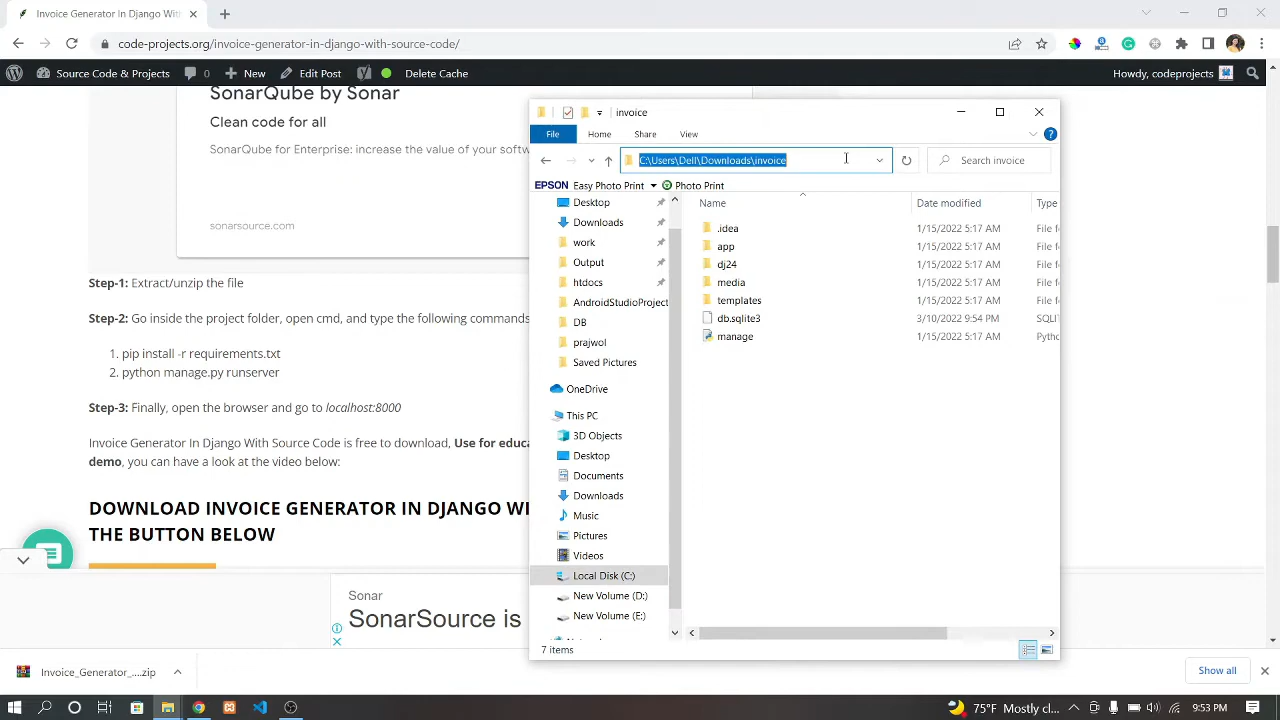 Invoice Generator In Django With
code-projects.org/invoice-generator-in-django-with-sourcecode/
Source Code & Projects
0
New
Edit Post
Delete Cache
Howdy, codeprojects
SonarQube by Sonar
Clean code for all
SonarQube for Enterprise: increase the value of your softw
sonarsource.com
Step-1: Extract/unzip the file
Step-2: Go inside the project folder, open cmd, and type the following commands
1. pip install -r requirements.txt
2. python manage.py runserver
Step-3: Finally, open the browser and go to localhost:8000
Invoice Generator In Django With Source Code is free to download, Use for educa
demo, you can have a look at the video below:
DOWNLOAD INVOICE GENERATOR IN DJANGO WI
THE BUTTON BELOW
Sonar
SonarSource is
invoice
File
Home
Share
View
C:\Users\Dell\Downloads\invoice
Search invoice
EPSON Easy Photo Print
Photo Print
Desktop
Downloads
work
Output
htdocs
AndroidStudioProject
DB
prajwol
Saved Pictures
OneDrive
This PC
3D Objects
Desktop
Documents
Downloads
Music
Pictures
Videos
Local Disk (C:)
New Volume (D:)
New Volume (E:)
Name
Date modified
Type
.idea
1/15/2022 5:17 AM
File f
app
1/15/2022 5:17 AM
File f
dj24
1/15/2022 5:17 AM
File f
media
1/15/2022 5:17 AM
File f
templates
1/15/2022 5:17 AM
File f
db.sqlite3
3/10/2022 9:54 PM
SQLI
manage
1/15/2022 5:17 AM
Pytho
7 items
Invoice_Generator_....zip
Show all
75°F Mostly cl...
9:33 PM